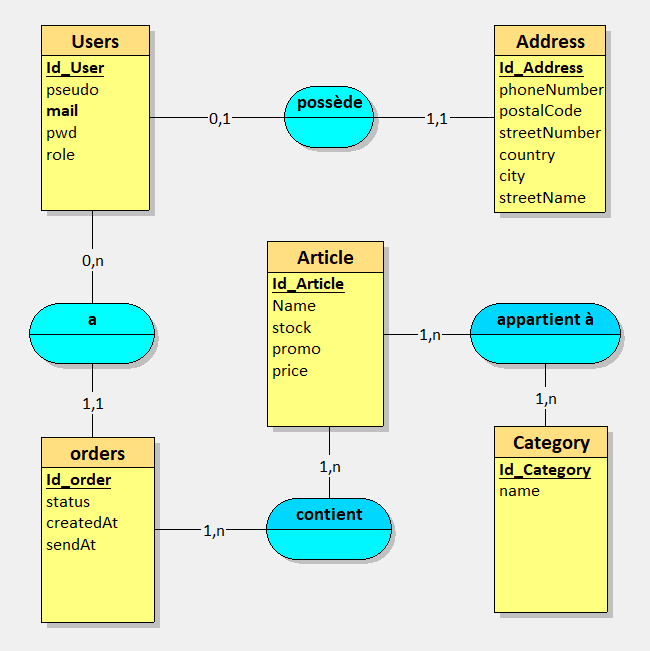 Users
Id_User
pseudo
mail
pwd
role
0,1
possède
1,1
Address
Id_Address
phoneNumber
postalCode
streetNumber
country
city
streetName
0,n
a
1,1
Article
Id_Article
Name
stock
promo
price
1,n
appartient à
1,n
orders
Id_order
status
createdAt
sendAt
1,n
contient
1,n
Category
Id_Category
name